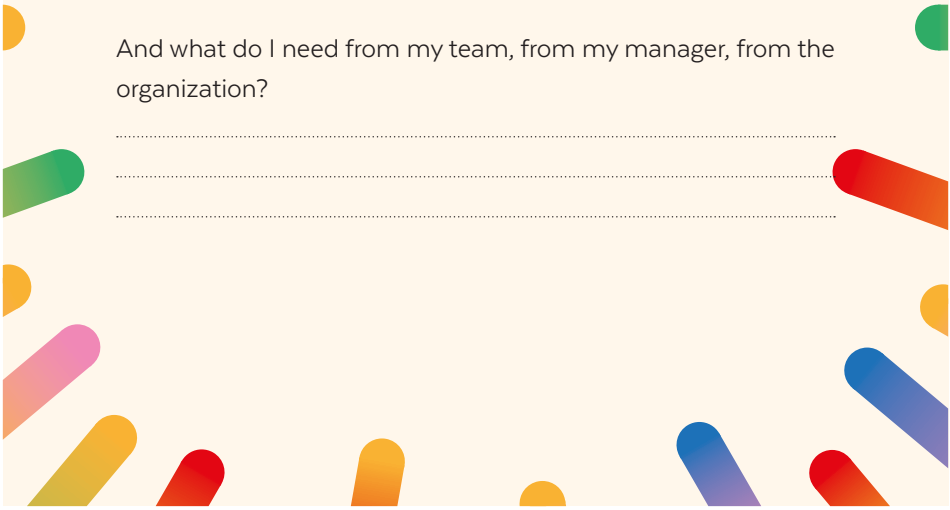 And what do I need from my team, from my manager, from the
organization?